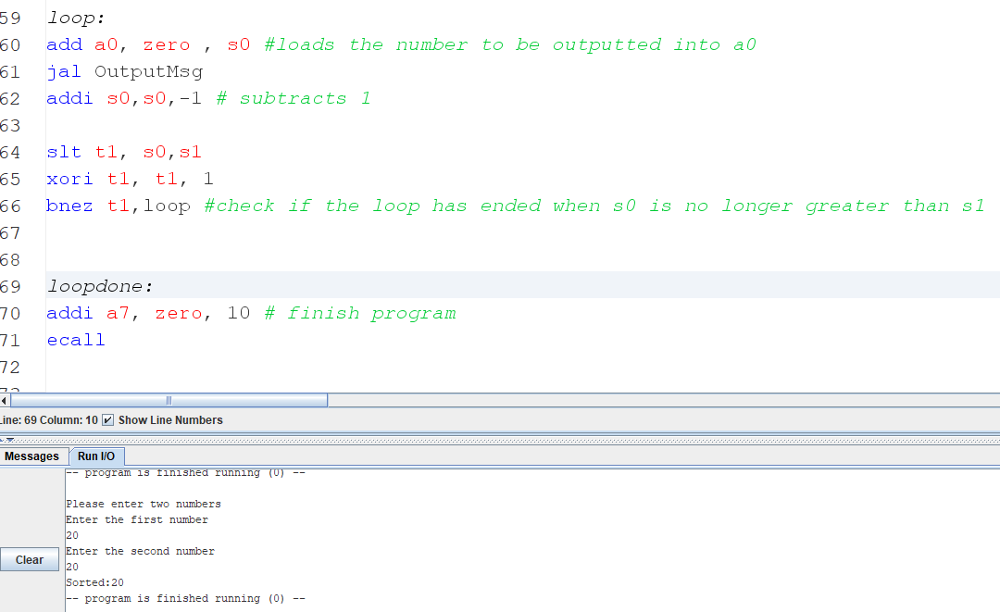 59 loop:
60 add a0, zero , s0 #loads the number to be outputted into a0
61 jal OutputMsg
62 addi s0,s0,-1 # subtracts 1
63
64 slt t1, s0,s1
65 xori t1, t1, 1
66 bnez t1,loop #check if the loop has ended when s0 is no longer greater than s1
67
68
69 loopdone:
70 addi a7, zero, 10 # finish program
71 ecall
72
Line: 69 Column: 10 Show Line Numbers
Messages Run I/O
-- program is finished running (0) --
Please enter two numbers
Enter the first number
20
Enter the second number
Clear
20
Sorted:20
-- program is finished running (0) --